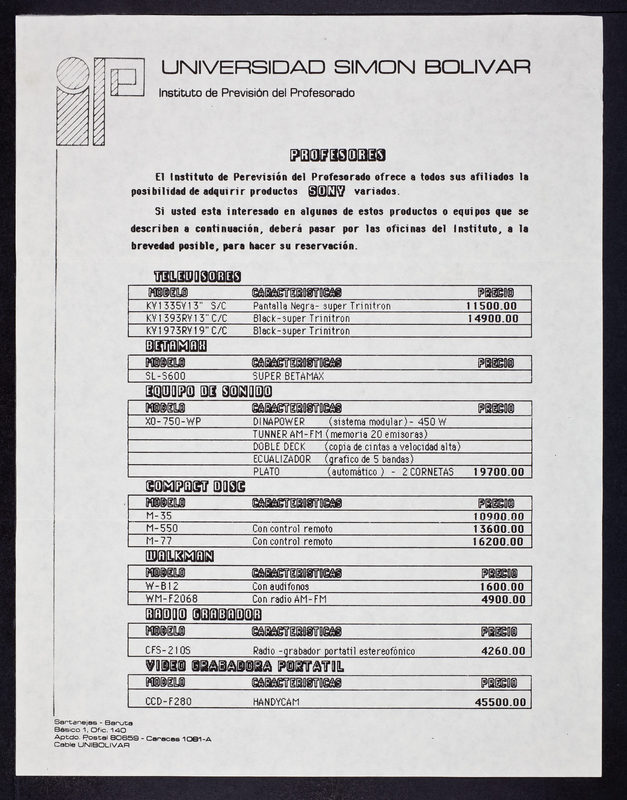 UNIVERSIDAD SIMON BOLIVAR
Instituto de Previsión del Profesorado
PROFESORES
El Instituto de Perevisión del Profesorado ofrece a todos sus afiliados la
posibilidad de adquirir productos SONY variados.
Si usted esta interesado en algunos de estos productos o equipos que se
describen a continuación, deberá pasar por las oficinas del Instituto, a la
brevedad posible, para hacer su reservación.
TELEVISORES
MODELO CARACTERISTICAS PRECIO
KV1335V13" S/C Pantalla Negra- super Trinitron 11500.00
KV1393RV13" C/C Black-super Trinitron 14900.00
KV1973RV19" C/C Black-super Trinitron
BETAMAX
MODELO CARACTERISTICAS PRECIO
SL-S600 SUPER BETAMAX
EQUIPO DE SONIDO
MODELO CARACTERISTICAS PRECIO
XO-750-WP DINAPOWER (sistema modular)- 450 W
TUNNER AM-FM (memoria 20 emisoras)
DOBLE DECK (copia de cintas a velocidad alta)
ECUALIZADOR (grafico de 5 bandas)
PLATO (automático ) - 2 CORNETAS 19700.00
COMPACT DISC
MODELO CARACTERISTICAS PRECIO
M-35 10900.00
M-550 Con control remoto 13600.00
M-77 Con control remoto 16200.00
WALKMAN
MODELO CARACTERISTICAS PRECIO
W-B12 Con audifonos 1600.00
WM-F2068 Con radio AM-FM 4900.00
RADIO GRABADOR
MODELO CARACTERISTICAS PRECIO
CFS-210S Radio -grabador portatil estereofónico 4260.00
VIDEO GRABADORA PORTATIL
MODELO CARACTERISTICAS PRECIO
CCD-F280 HANDYCAM 45500.00
Sartenejas - Baruta
Básico 1, Ofic. 140
Aptdo. Postal 80659 - Caracas 1081-A
Cable UNIBOLIVAR